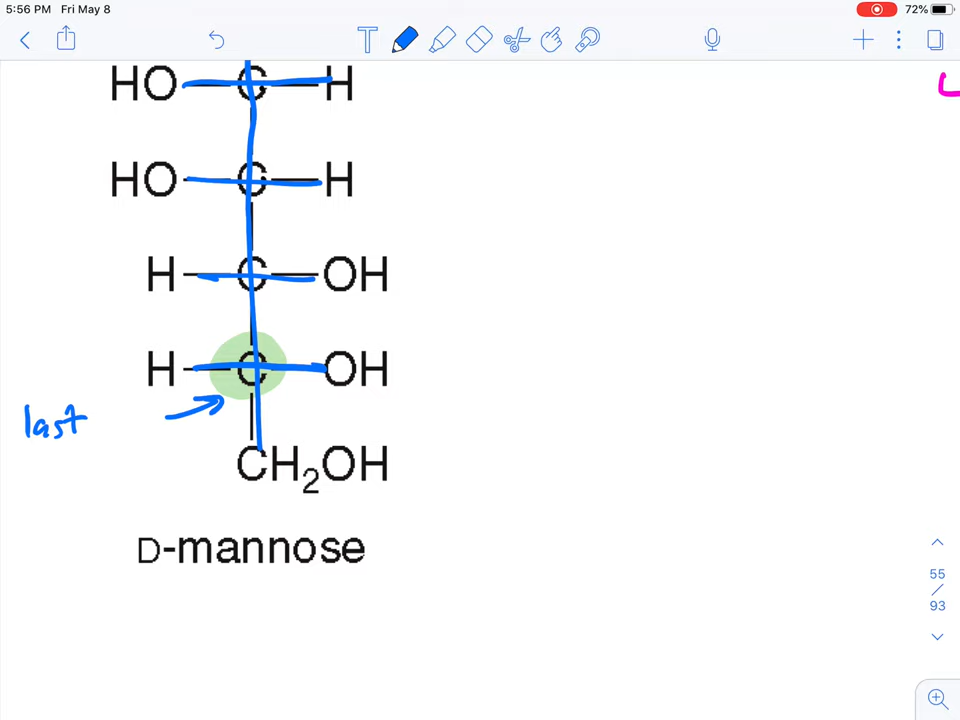 5:56 PM Fri May 8
72%
T
HO C H
HO C H
H C OH
H C OH
last
CH₂OH
D-mannose
55
/
93